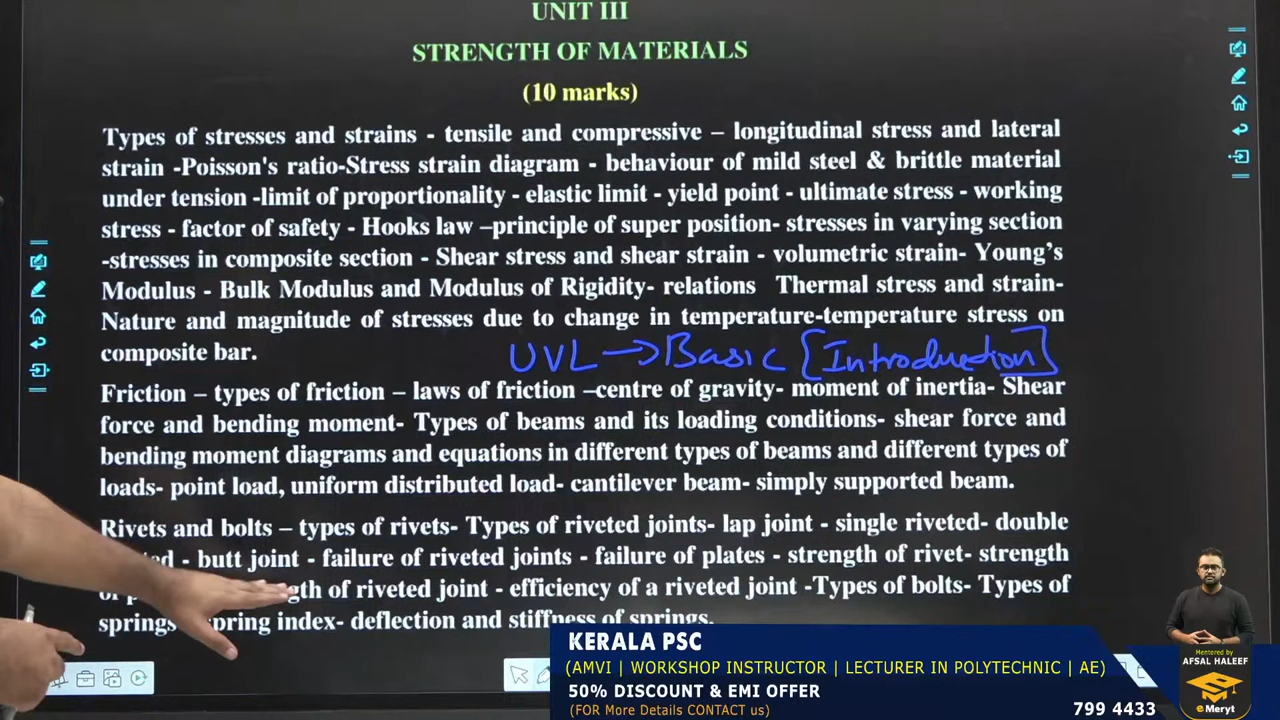 UNIT III
STRENGTH OF MATERIALS
(10 marks)
Types of stresses and strains - tensile and compressive – longitudinal stress and lateral
strain -Poisson's ratio-Stress strain diagram - behaviour of mild steel & brittle material
under tension -limit of proportionality - elastic limit - yield point - ultimate stress - working
stress - factor of safety - Hooks law –principle of super position- stresses in varying section
-stresses in composite section - Shear stress and shear strain - volumetric strain- Young's
Modulus - Bulk Modulus and Modulus of Rigidity- relations Thermal stress and strain-
Nature and magnitude of stresses due to change in temperature-temperature stress on
composite bar.
UVL → Basic [Introduction]
Friction – types of friction – laws of friction –centre of gravity- moment of inertia- Shear
force and bending moment- Types of beams and its loading conditions- shear force and
bending moment diagrams and equations in different types of beams and different types of
loads- point load, uniform distributed load- cantilever beam- simply supported beam.
Rivets and bolts – types of rivets- Types of riveted joints- lap joint - single riveted- double
- butt joint - failure of riveted joints - failure of plates - strength of rivet- strength
of riveted joint - efficiency of a riveted joint -Types of bolts- Types of
springs index- deflection and stiffness of springs.
KERALA PSC
(AMVI | WORKSHOP INSTRUCTOR | LECTURER IN POLYTECHNIC | AE)
50% DISCOUNT & EMI OFFER
(FOR More Details CONTACT us)
799 4433
Mentored by
AFSAL HALEEF
eMeryt